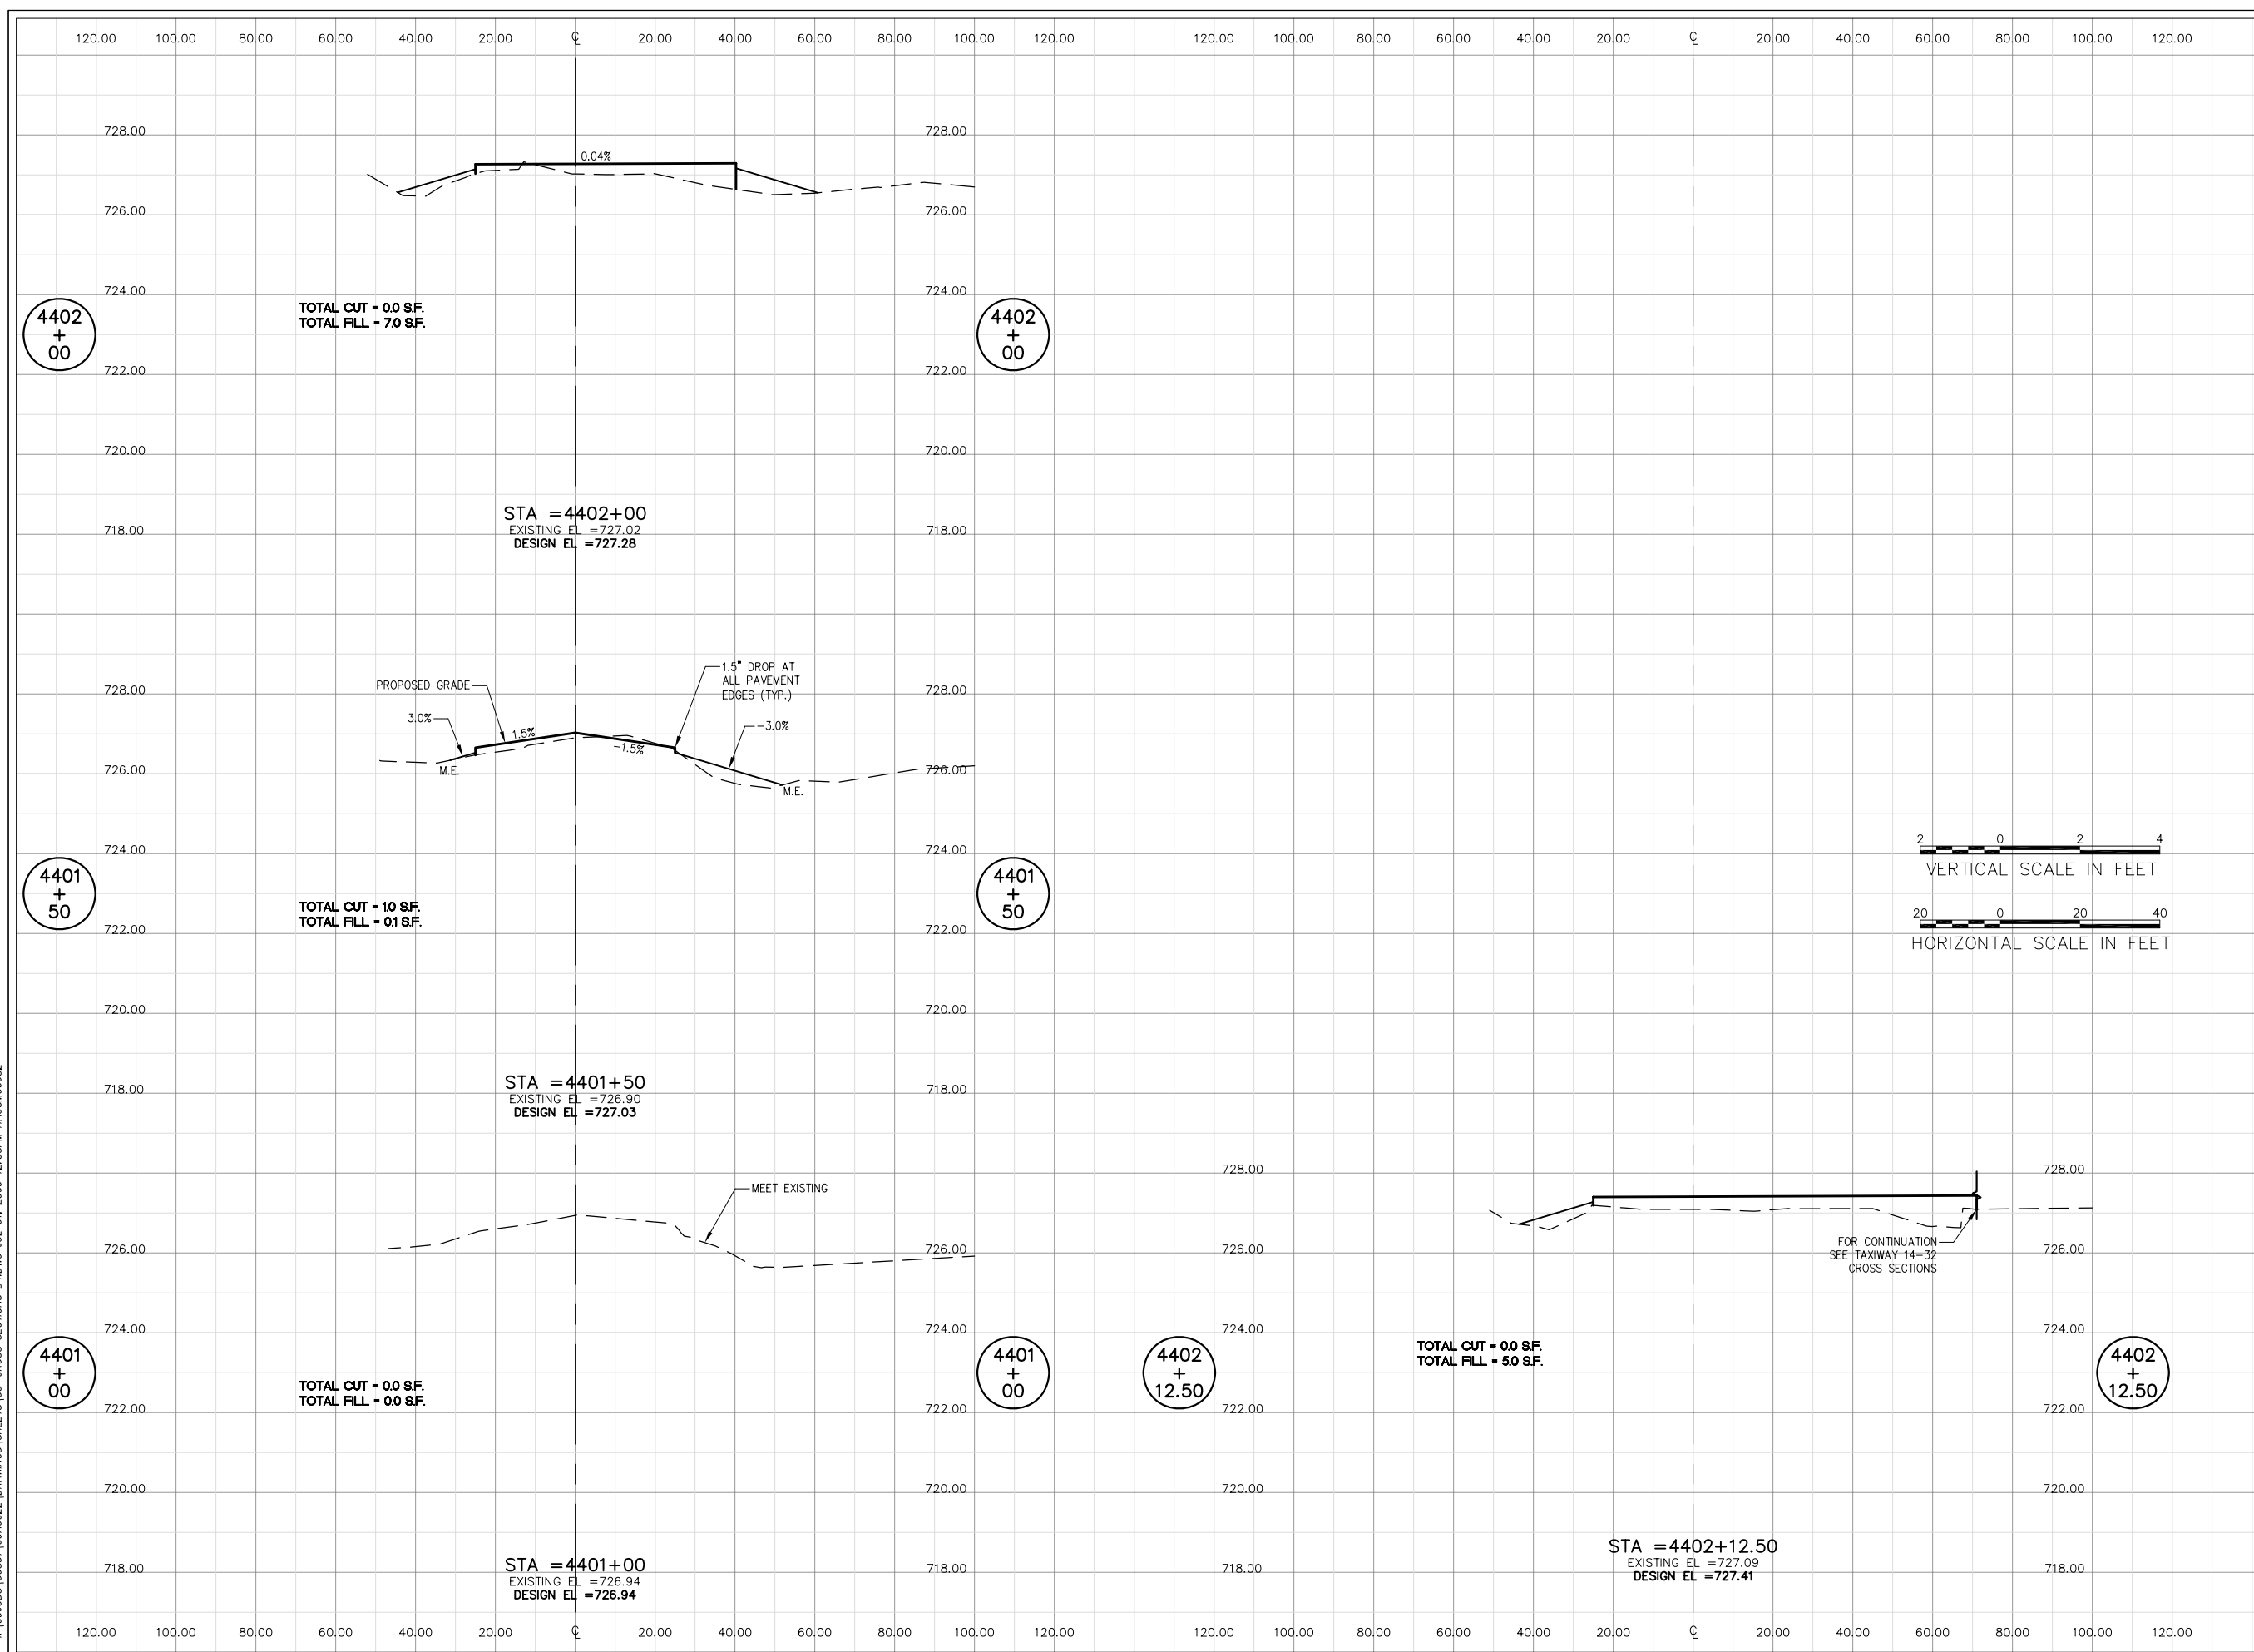 120.00 100.00 80.00 60.00 40.00 20.00 ℄ 20.00 40.00 60.00 80.00 100.00 120.00
120.00 100.00 80.00 60.00 40.00 20.00 ℄ 20.00 40.00 60.00 80.00 100.00 120.00
728.00 728.00
0.04%
726.00 726.00
724.00 724.00
4402
+
00
TOTAL CUT = 0.0 S.F.
TOTAL FILL = 7.0 S.F.
4402
+
00
722.00 722.00
720.00 720.00
718.00 718.00
STA =4402+00
EXISTING EL =727.02
DESIGN EL =727.28
728.00 728.00
PROPOSED GRADE
3.0%
1.5%
-1.5%
1.5" DROP AT
ALL PAVEMENT
EDGES (TYP.)
-3.0%
M.E.
M.E.
726.00 726.00
724.00 724.00
4401
+
50
TOTAL CUT = 1.0 S.F.
TOTAL FILL = 0.1 S.F.
4401
+
50
722.00 722.00
720.00 720.00
718.00 718.00
STA =4401+50
EXISTING EL =726.90
DESIGN EL =727.03
728.00
MEET EXISTING
726.00 726.00
724.00 724.00
4401
+
00
TOTAL CUT = 0.0 S.F.
TOTAL FILL = 0.0 S.F.
4401
+
00
722.00 722.00
720.00 720.00
718.00 718.00
STA =4401+00
EXISTING EL =726.94
DESIGN EL =726.94
2 0 2 4
VERTICAL SCALE IN FEET
20 0 20 40
HORIZONTAL SCALE IN FEET
728.00 728.00
726.00 726.00
FOR CONTINUATION
SEE TAXIWAY 14-32
CROSS SECTIONS
724.00 724.00
4402
+
12.50
TOTAL CUT = 0.0 S.F.
TOTAL FILL = 5.0 S.F.
4402
+
12.50
722.00 722.00
720.00 720.00
718.00 718.00
STA =4402+12.50
EXISTING EL =727.09
DESIGN EL =727.41
120.00 100.00 80.00 60.00 40.00 20.00 ℄ 20.00 40.00 60.00 80.00 100.00 120.00
120.00 100.00 80.00 60.00 40.00 20.00 ℄ 20.00 40.00 60.00 80.00 100.00 120.00